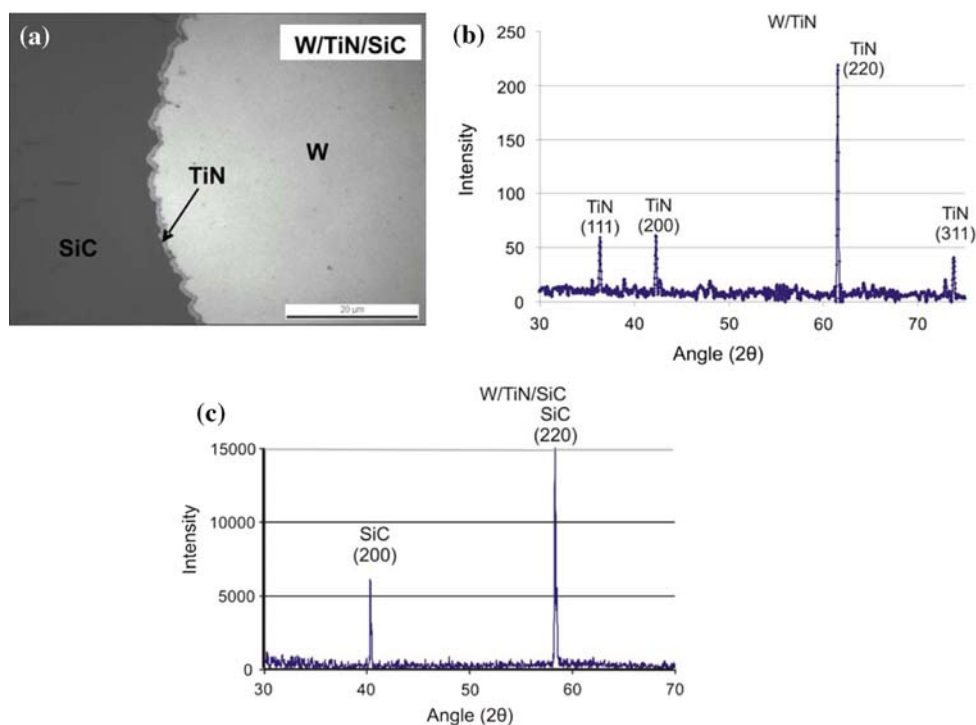 (a)
W/TiN/SiC
W
TiN
SiC
20 μm
(b)
W/TiN
TiN
(220)
TiN
(111)
TiN
(200)
TiN
(311)
Intensity
250
200
150
100
50
0
30 40 50 60 70
Angle (2θ)
(c)
W/TiN/SiC
SiC
(220)
SiC
(200)
Intensity
15000
10000
5000
0
30 40 50 60 70
Angle (2θ)